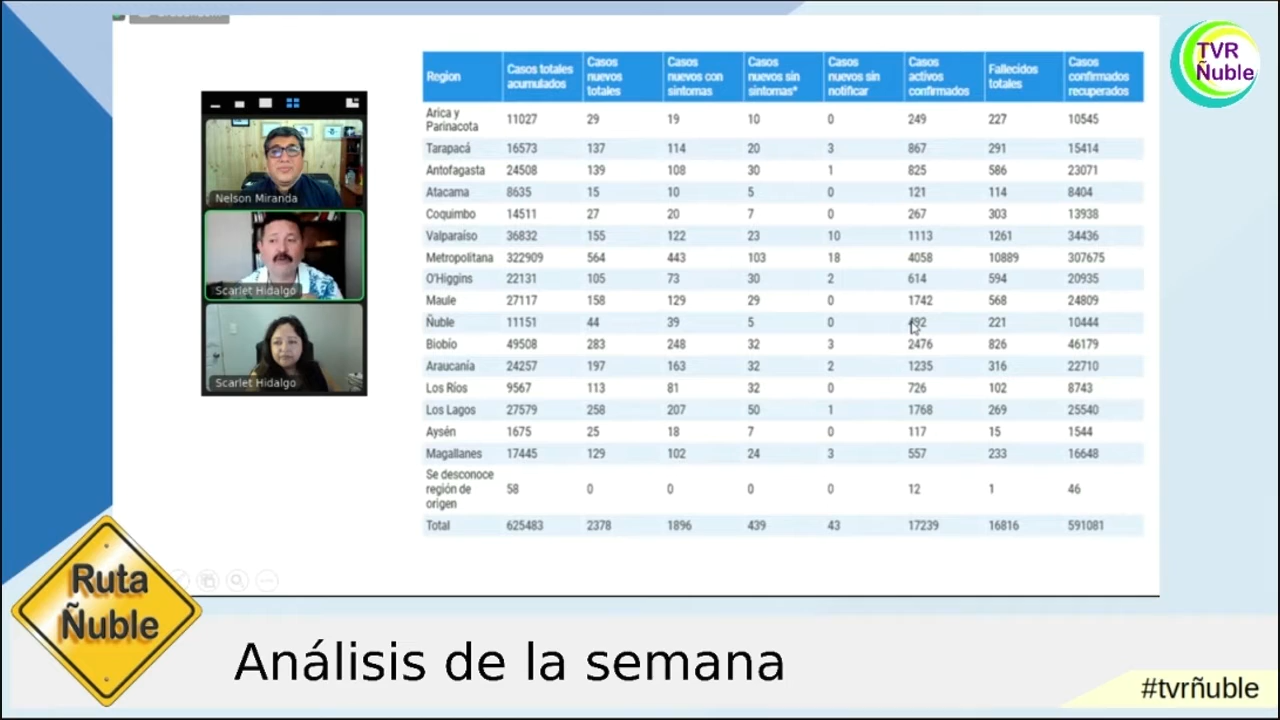 TVR
Ñuble
Region Casos totales acumulados Casos nuevos totales Casos nuevos con sintomas Casos nuevos sin sintomas* Casos nuevos sin notificar Casos activos confirmados Fallecidos totales Casos confirmados recuperados
Arica y Parinacota 11027 29 19 10 0 249 227 10545
Tarapacá 16573 137 114 20 3 867 291 15414
Antofagasta 24508 139 108 30 1 825 586 23071
Atacama 8635 15 10 5 0 121 114 8404
Coquimbo 14511 27 20 7 0 267 303 13938
Valparaíso 36832 155 122 23 10 1113 1261 34436
Metropolitana 322909 564 443 103 18 4058 10889 307675
O'Higgins 22131 105 73 30 2 614 594 20935
Maule 27117 158 129 29 0 1742 568 24809
Ñuble 11151 44 39 5 0 492 221 10444
Biobío 49508 283 248 32 3 2476 826 46179
Araucanía 24257 197 163 32 2 1235 316 22710
Los Ríos 9567 113 81 32 0 726 102 8743
Los Lagos 27579 258 207 50 1 1768 269 25540
Aysén 1675 25 18 7 0 117 15 1544
Magallanes 17445 129 102 24 3 557 233 16648
Se desconoce región de origen 58 0 0 0 0 12 1 46
Total 625483 2378 1896 439 43 17239 16816 591081
Nelson Miranda
Scarlet Hidalgo
Scarlet Hidalgo
Ruta
Ñuble
Análisis de la semana
#tvrñuble